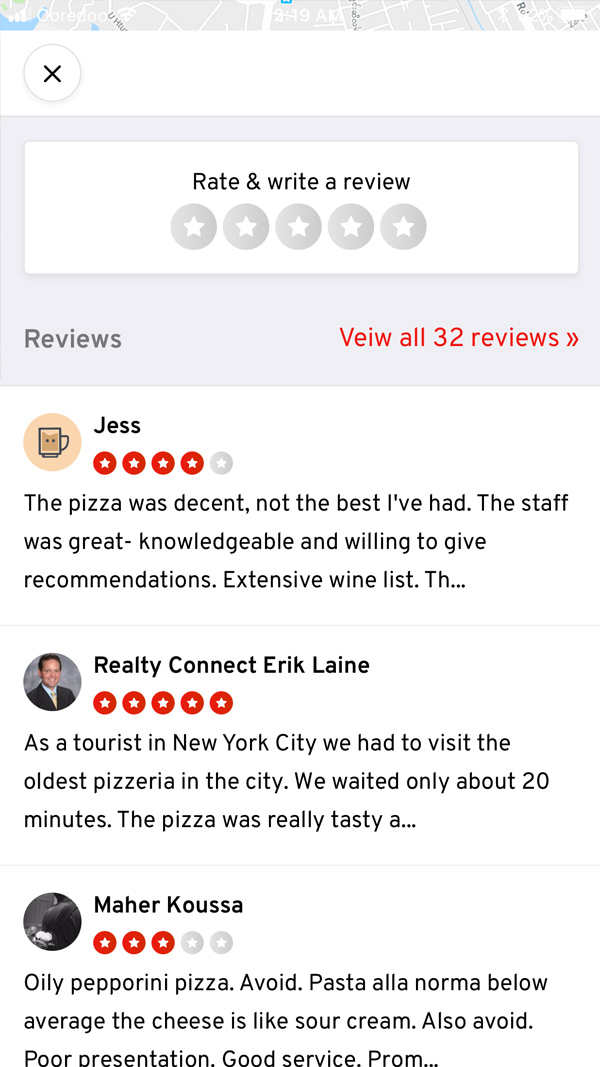 Ooredoo
2:19 AM
Rate & write a review
Reviews
Veiw all 32 reviews »
Jess
The pizza was decent, not the best I've had. The staff
was great- knowledgeable and willing to give
recommendations. Extensive wine list. Th...
Realty Connect Erik Laine
As a tourist in New York City we had to visit the
oldest pizzeria in the city. We waited only about 20
minutes. The pizza was really tasty a...
Maher Koussa
Oily pepporini pizza. Avoid. Pasta alla norma below
average the cheese is like sour cream. Also avoid.
Poor presentation. Good service. Prom...